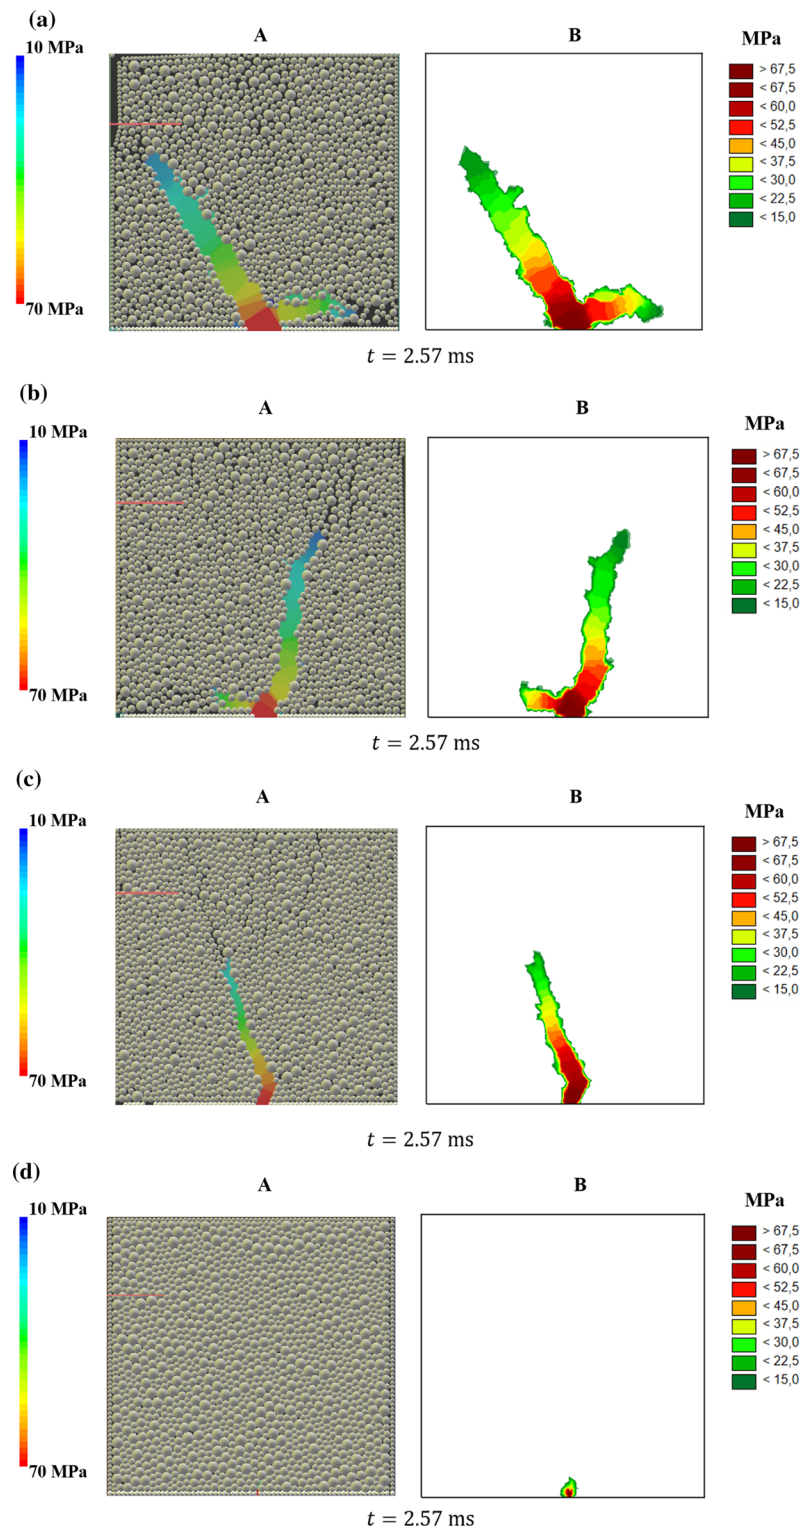 (a)
A
B
10 MPa
70 MPa
MPa
> 67,5
< 67,5
< 60,0
< 52,5
< 45,0
< 37,5
< 30,0
< 22,5
< 15,0
t = 2.57 ms
(b)
A
B
10 MPa
70 MPa
MPa
> 67,5
< 67,5
< 60,0
< 52,5
< 45,0
< 37,5
< 30,0
< 22,5
< 15,0
t = 2.57 ms
(c)
A
B
10 MPa
70 MPa
MPa
> 67,5
< 67,5
< 60,0
< 52,5
< 45,0
< 37,5
< 30,0
< 22,5
< 15,0
t = 2.57 ms
(d)
A
B
10 MPa
70 MPa
MPa
> 67,5
< 67,5
< 60,0
< 52,5
< 45,0
< 37,5
< 30,0
< 22,5
< 15,0
t = 2.57 ms